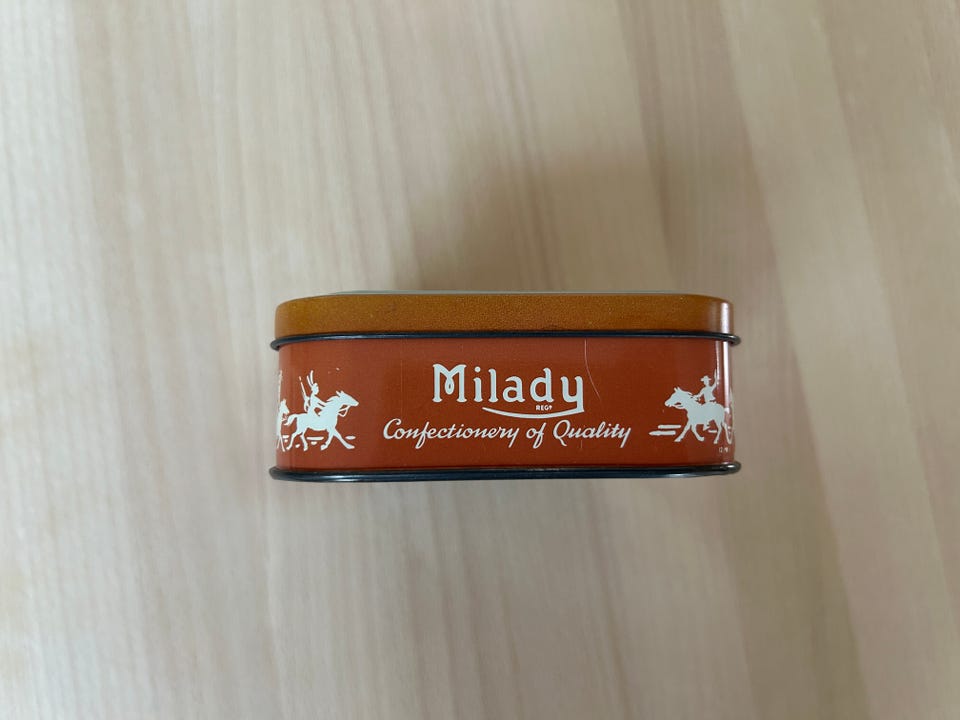 Milady
REGD
Confectionery of Quality